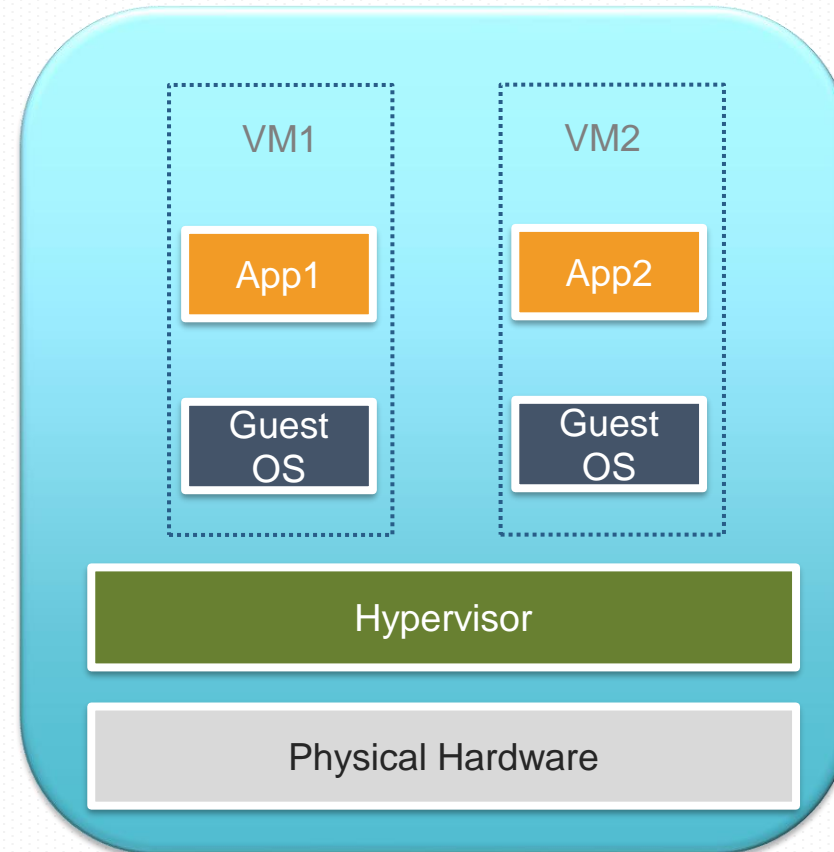 VM1
VM2
App1
App2
Guest
OS
Guest
OS
Hypervisor
Physical Hardware